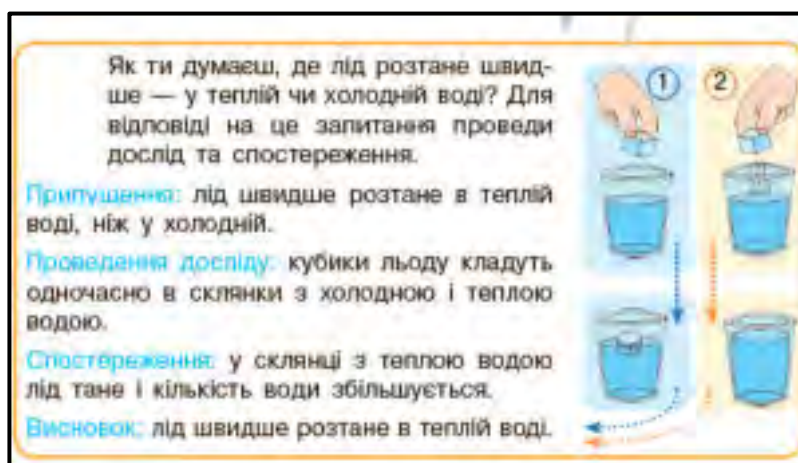 Як ти думаєш, де лід розтане швид-
ше — у теплій чи холодній воді? Для
відповіді на це запитання проведи
дослід та спостереження.
Припущення: лід швидше розтане в теплій
воді, ніж у холодній.
Проведення досліду: кубики льоду кладуть
одночасно в склянки з холодною і теплою
водою.
Спостереження: у склянці з теплою водою
лід тане і кількість води збільшується.
Висновок: лід швидше розтане в теплій воді.
1
2